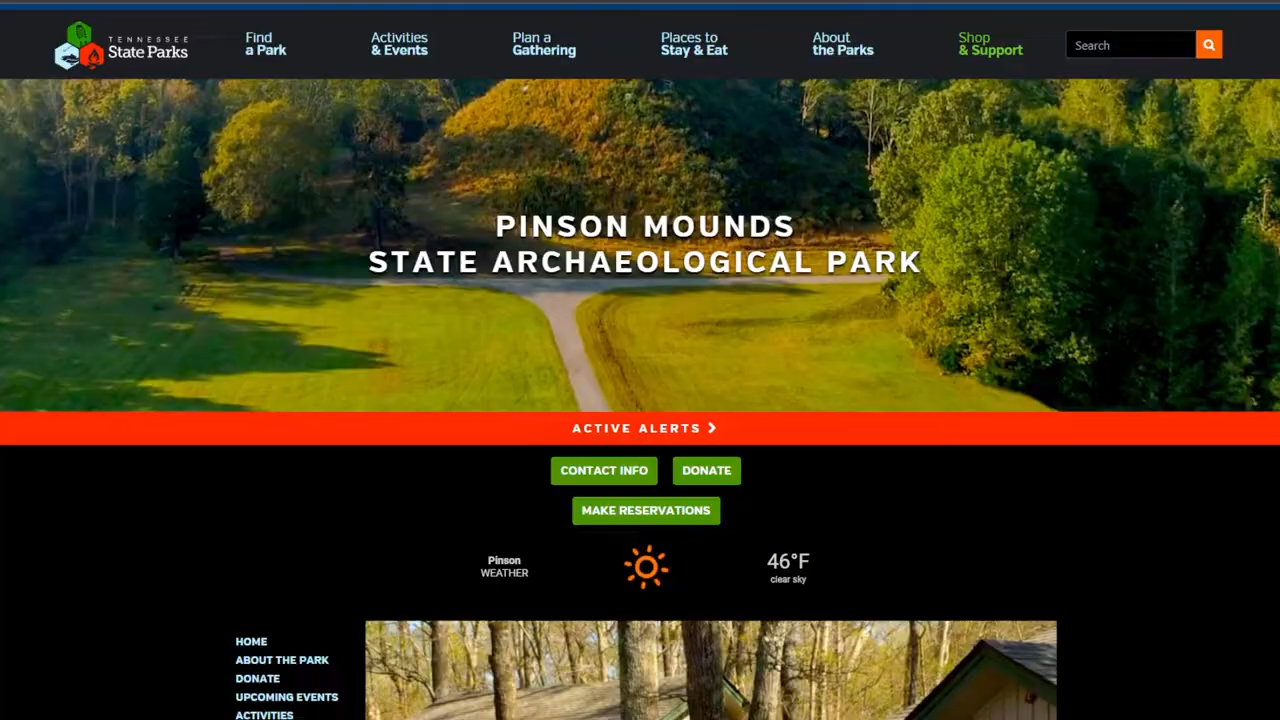 TENNESSEE
State Parks
Find
a Park
Activities
& Events
Plan a
Gathering
Places to
Stay & Eat
About
the Parks
Shop
& Support
Search
PINSON MOUNDS
STATE ARCHAEOLOGICAL PARK
ACTIVE ALERTS
CONTACT INFO
DONATE
MAKE RESERVATIONS
Pinson
WEATHER
46°F
clear sky
HOME
ABOUT THE PARK
DONATE
UPCOMING EVENTS
ACTIVITIES